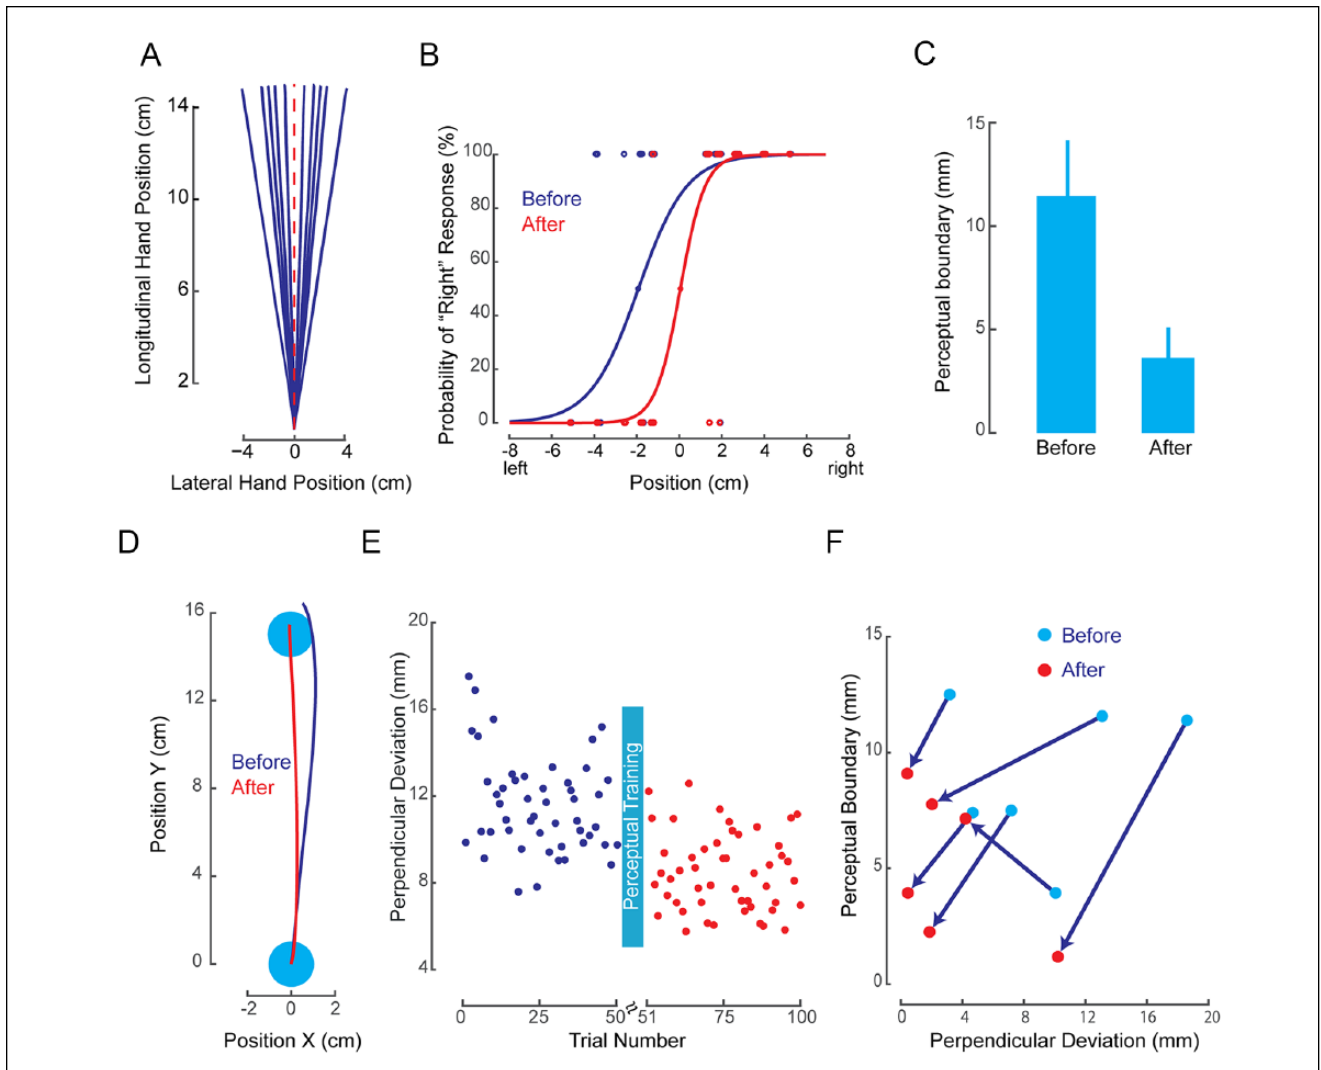 A
Longitudinal Hand Position (cm)
14
10
6
2
−4 0 4
Lateral Hand Position (cm)
B
Probability of “Right” Response (%)
100
80
60
40
20
0
Before
After
-8 -6 -4 -2 0 2 4 6 8
left right
Position (cm)
C
Perceptual boundary (mm)
15
10
5
0
Before After
D
Position Y (cm)
16
12
8
4
0
Before
After
-2 0 2
Position X (cm)
E
Perpendicular Deviation (mm)
20
16
12
8
4
Perceptual Training
0 25 50 51 75 100
Trial Number
F
Perceptual Boundary (mm)
15
10
5
0
Before
After
0 4 8 12 16 20
Perpendicular Deviation (mm)